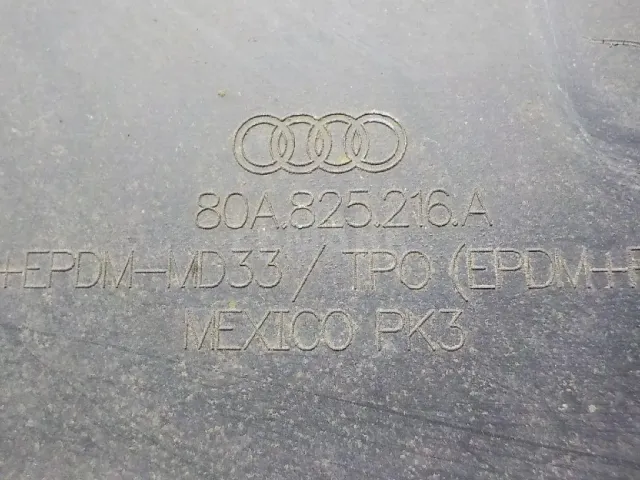 80A.825.216.A
+EPDM-MD33 / TPO (EPDM+P
MEXICO PK3